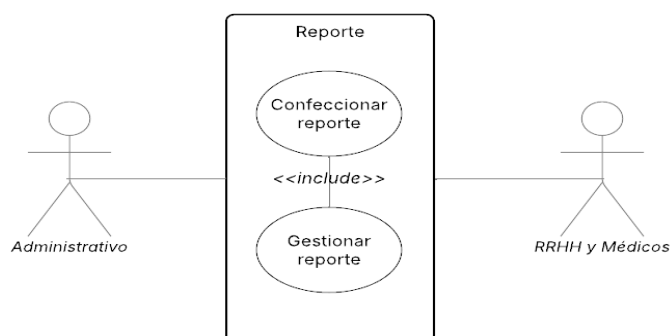 Reporte
Confeccionar
reporte
<<include>>
Gestionar
reporte
Administrativo
RRHH y Médicos